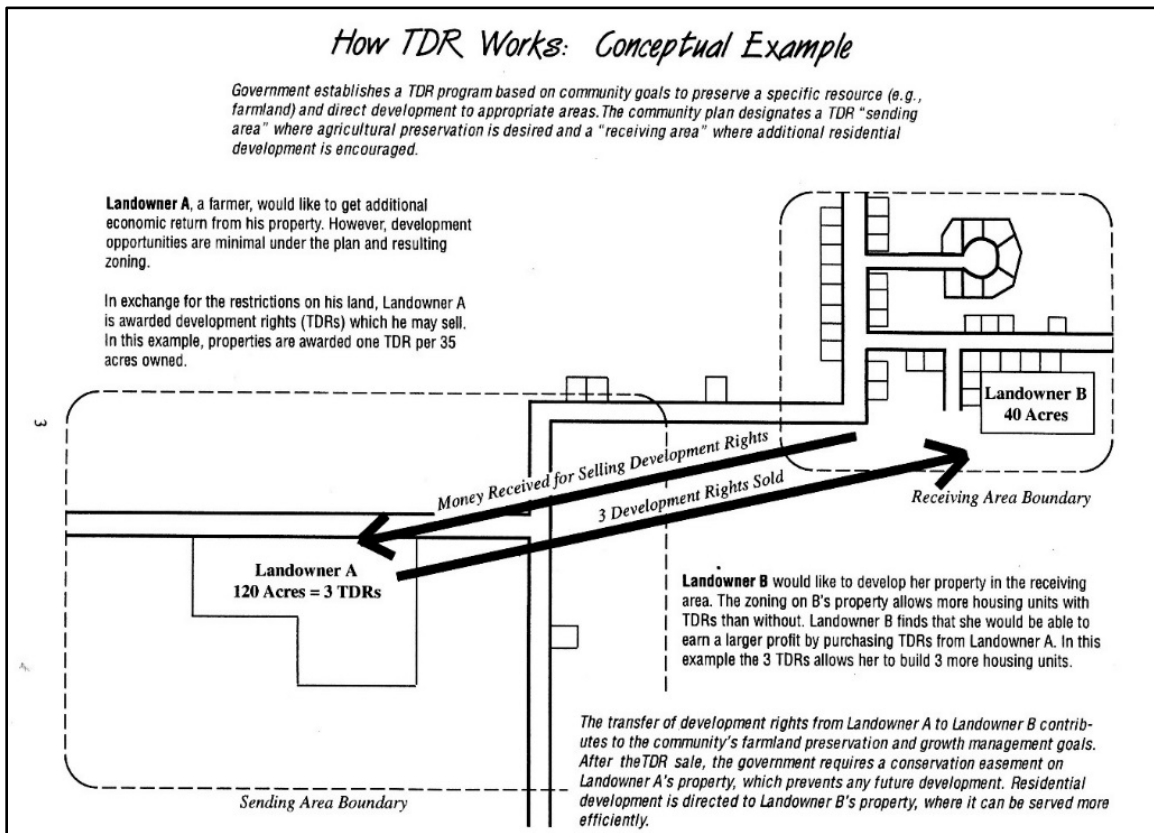 How TDR Works: Conceptual Example
Government establishes a TDR program based on community goals to preserve a specific resource (e.g.,
farmland) and direct development to appropriate areas. The community plan designates a TDR “sending
area” where agricultural preservation is desired and a “receiving area” where additional residential
development is encouraged.
Landowner A, a farmer, would like to get additional
economic return from his property. However, development
opportunities are minimal under the plan and resulting
zoning.
In exchange for the restrictions on his land, Landowner A
is awarded development rights (TDRs) which he may sell.
In this example, properties are awarded one TDR per 35
acres owned.
3
Landowner B
40 Acres
Money Received for Selling Development Rights
3 Development Rights Sold
Receiving Area Boundary
Landowner A
120 Acres = 3 TDRs
Landowner B would like to develop her property in the receiving
area. The zoning on B's property allows more housing units with
TDRs than without. Landowner B finds that she would be able to
earn a larger profit by purchasing TDRs from Landowner A. In this
example the 3 TDRs allows her to build 3 more housing units.
The transfer of development rights from Landowner A to Landowner B contrib-
utes to the community's farmland preservation and growth management goals.
After the TDR sale, the government requires a conservation easement on
Landowner A's property, which prevents any future development. Residential
development is directed to Landowner B's property, where it can be served more
efficiently.
Sending Area Boundary